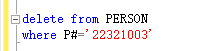 delete from PERSON
where P#='22321003'